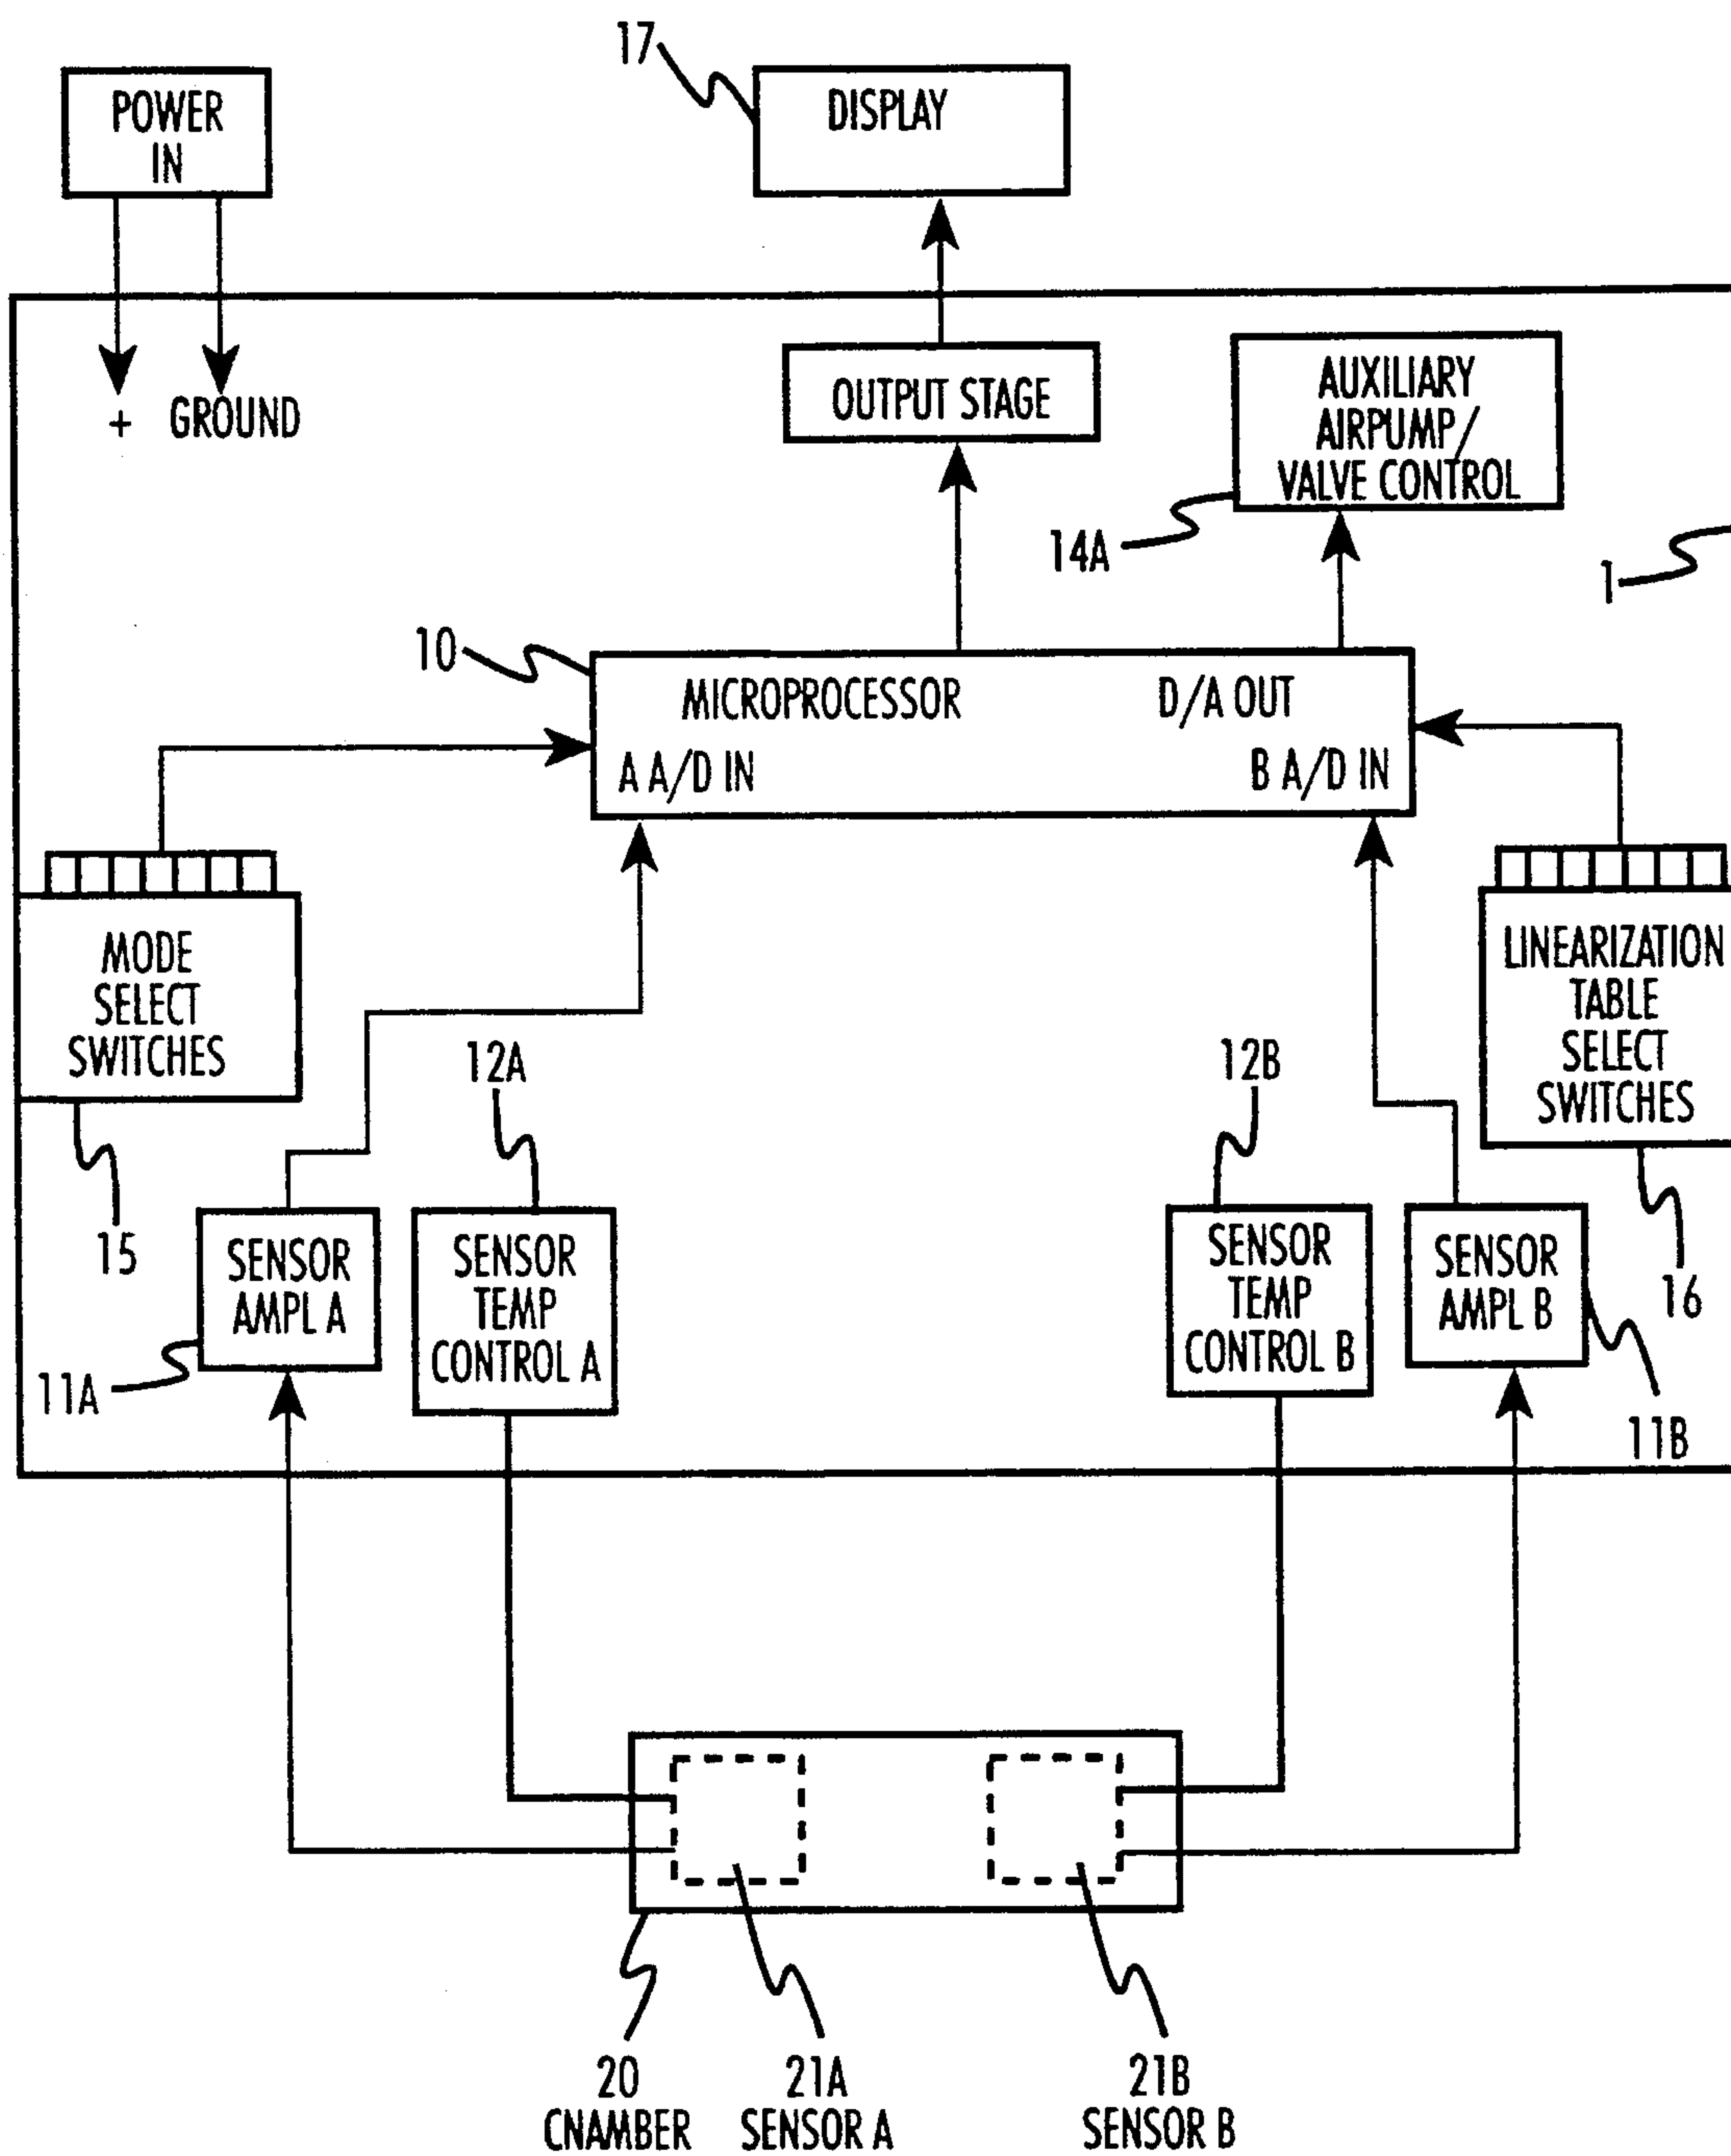 17
POWER
IN
DISPLAY
+ GROUND
OUTPUT STAGE
AUXILIARY
AIRPUMP/
VALVE CONTROL
14A
1
10
MICROPROCESSOR D/A OUT
A A/D IN B A/D IN
MODE
SELECT
SWITCHES
LINEARIZATION
TABLE
SELECT
SWITCHES
12A
12B
15
16
SENSOR
AMPL A
SENSOR
TEMP
CONTROL A
SENSOR
TEMP
CONTROL B
SENSOR
AMPL B
11A
11B
20
CNAMBER
21A
SENSOR A
21B
SENSOR B